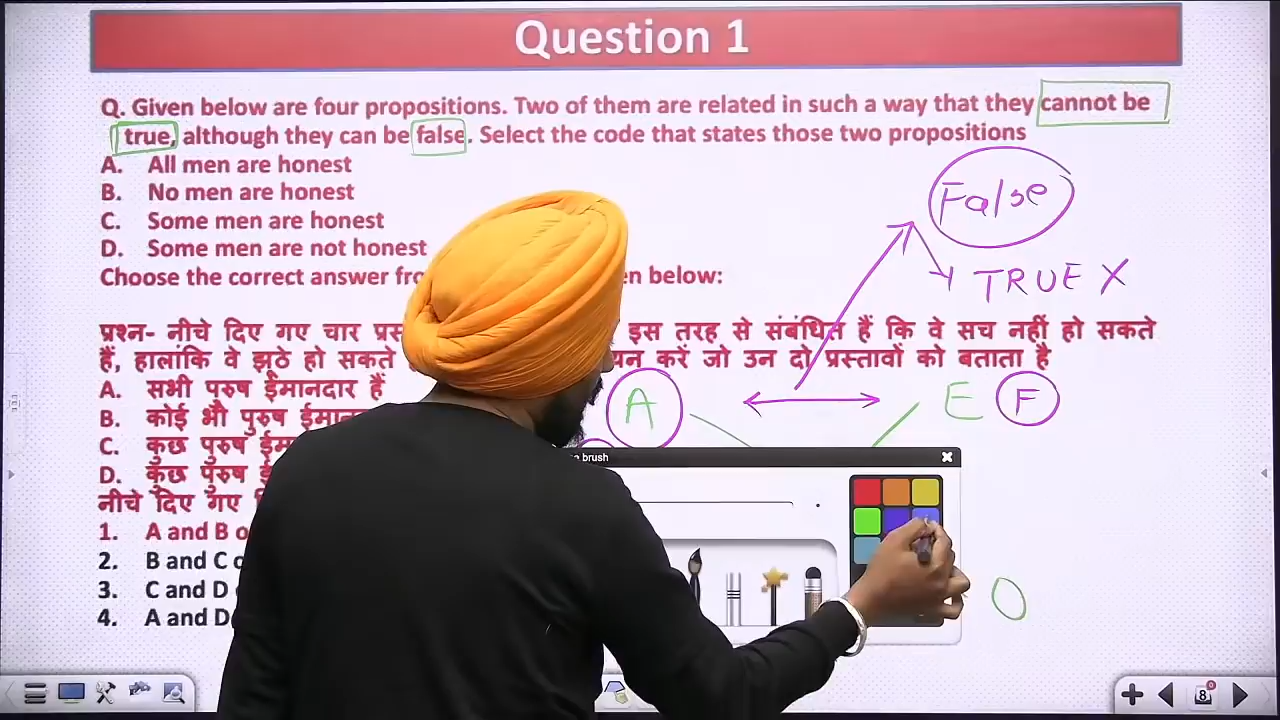 Question 1
Q. Given below are four propositions. Two of them are related in such a way that they cannot be
true, although they can be false. Select the code that states those two propositions
A. All men are honest
B. No men are honest
C. Some men are honest
D. Some men are not honest
Choose the correct answer below:
False
TRUE X
प्रश्न- नीचे दिए गए चार इस तरह से संबंधित हैं कि वे सच नहीं हो सकते
हैं, हालांकि वे झूठे हो सकते करें जो उन दो प्रस्तावों को बताता है
A. सभी पुरुष ईमानदार हैं
B. कोई भी पुरुष
C. कुछ पुरुष
D. कुछ पुरुष
नीचे दिए गए
A E F
brush
1. A and B
2. B and C
3. C and D
4. A and D
O
8